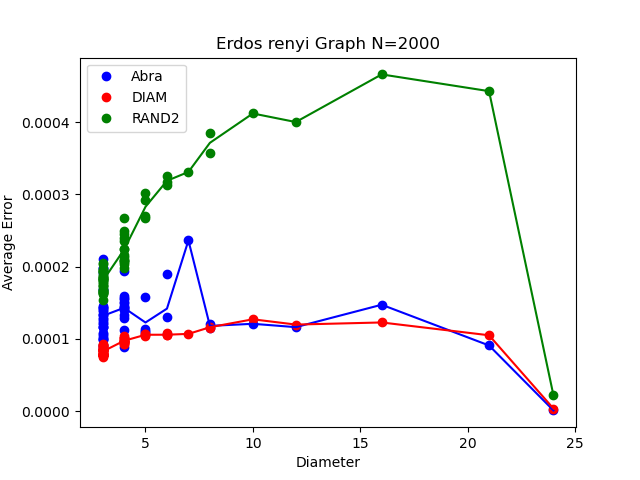 Erdos renyi Graph N=2000
Abra
DIAM
RAND2
0.0004
0.0003
0.0002
0.0001
0.0000
Average Error
5
10
15
20
25
Diameter